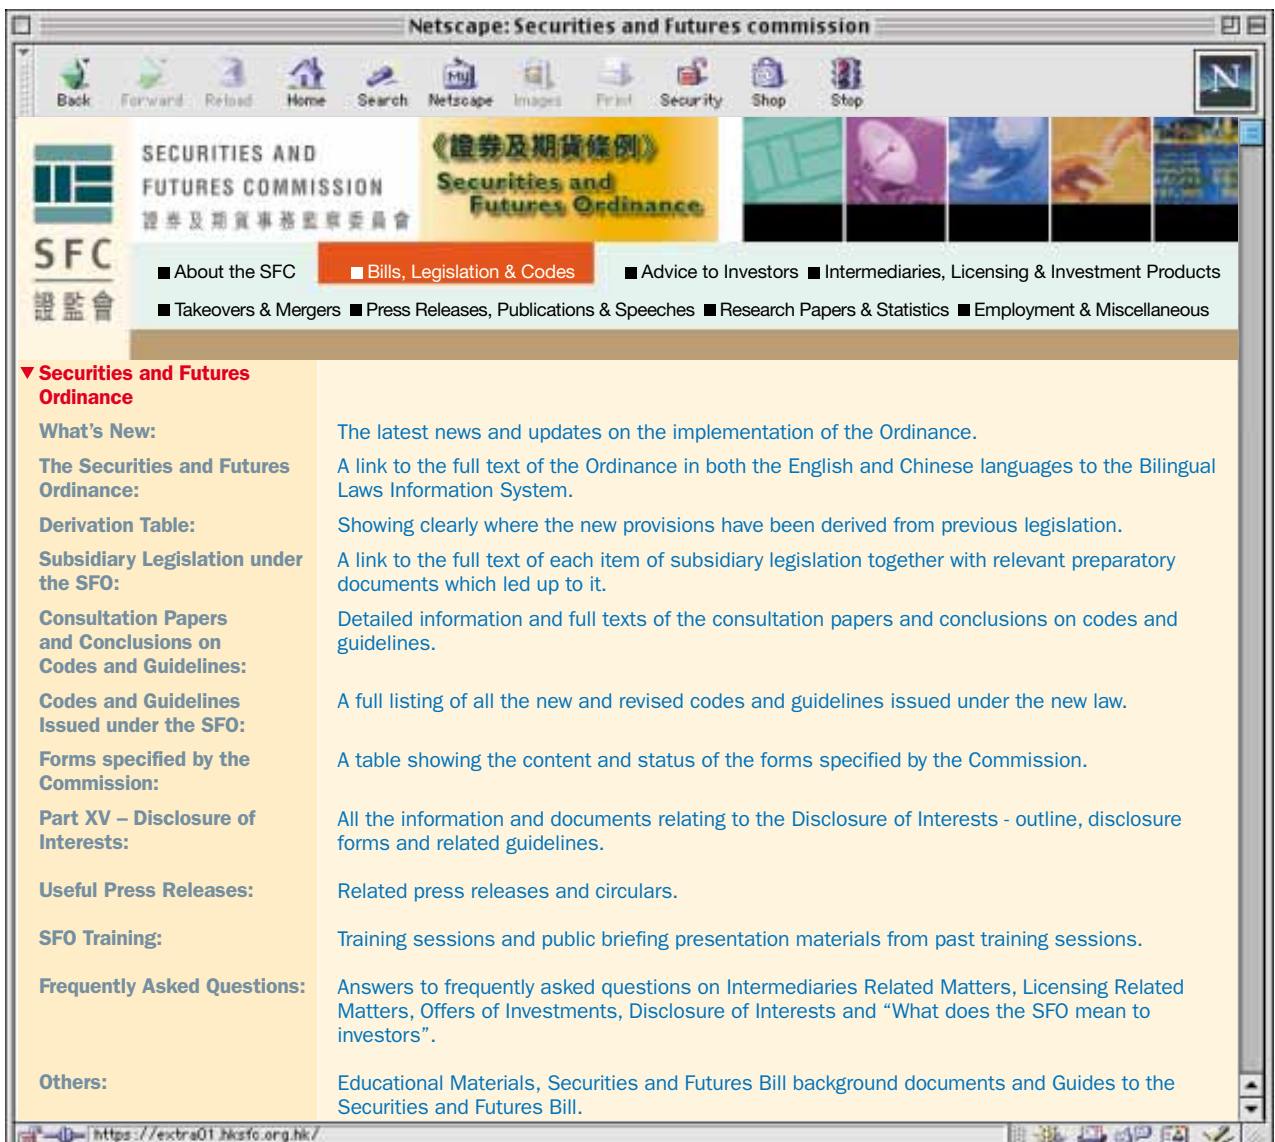 Netscape: Securities and Futures commission
Back Forward Reload Home Search Netscape Images Print Security Shop Stop
My
N
SECURITIES AND
FUTURES COMMISSION
證券及期貨事務監察委員會
《證券及期貨條例》
Securities and
Futures Ordinance
SFC
證監會
About the SFC Bills, Legislation & Codes Advice to Investors Intermediaries, Licensing & Investment Products
Takeovers & Mergers Press Releases, Publications & Speeches Research Papers & Statistics Employment & Miscellaneous
Securities and Futures
Ordinance
What's New:
The latest news and updates on the implementation of the Ordinance.
The Securities and Futures
Ordinance:
A link to the full text of the Ordinance in both the English and Chinese languages to the Bilingual
Laws Information System.
Derivation Table:
Showing clearly where the new provisions have been derived from previous legislation.
Subsidiary Legislation under
the SFO:
A link to the full text of each item of subsidiary legislation together with relevant preparatory
documents which led up to it.
Consultation Papers
and Conclusions on
Codes and Guidelines:
Detailed information and full texts of the consultation papers and conclusions on codes and
guidelines.
Codes and Guidelines
Issued under the SFO:
A full listing of all the new and revised codes and guidelines issued under the new law.
Forms specified by the
Commission:
A table showing the content and status of the forms specified by the Commission.
Part XV – Disclosure of
Interests:
All the information and documents relating to the Disclosure of Interests - outline, disclosure
forms and related guidelines.
Useful Press Releases:
Related press releases and circulars.
SFO Training:
Training sessions and public briefing presentation materials from past training sessions.
Frequently Asked Questions:
Answers to frequently asked questions on Intermediaries Related Matters, Licensing Related
Matters, Offers of Investments, Disclosure of Interests and “What does the SFO mean to
investors”.
Others:
Educational Materials, Securities and Futures Bill background documents and Guides to the
Securities and Futures Bill.
https://extra01.hksfc.org.hk/